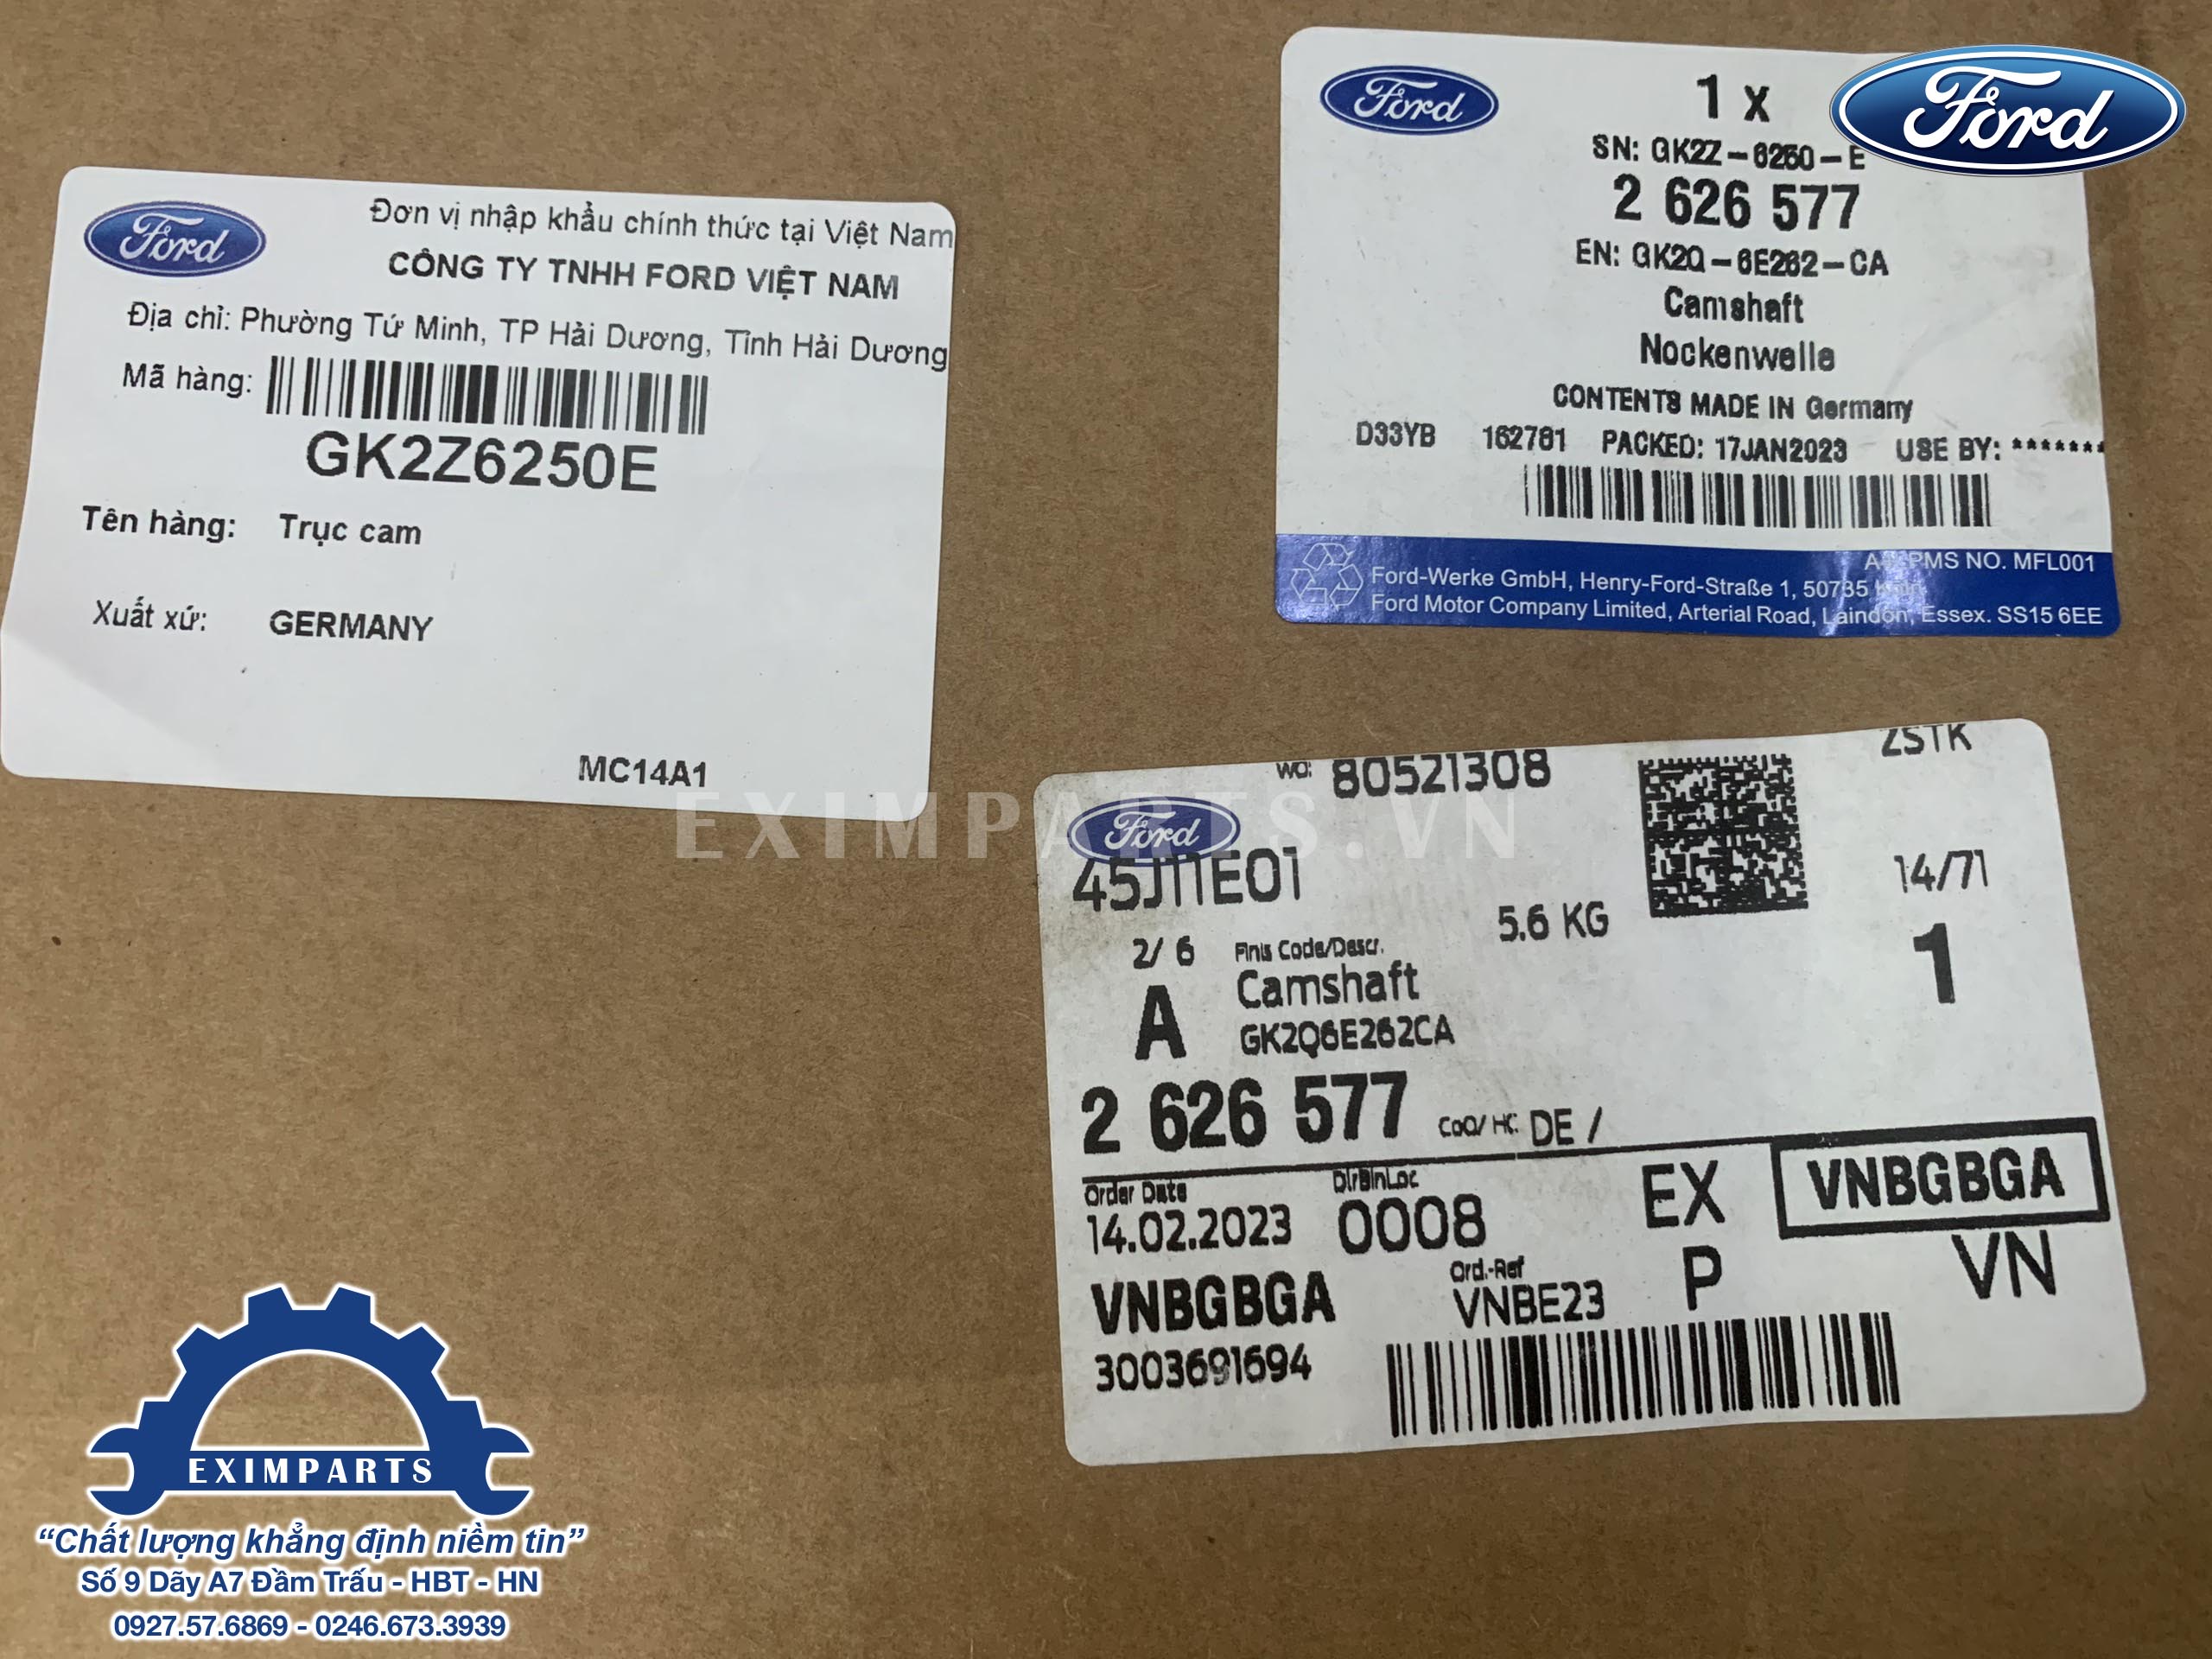 Ford
Đơn vị nhập khẩu chính thức tại Việt Nam
CÔNG TY TNHH FORD VIỆT NAM
Địa chỉ: Phường Tứ Minh, TP Hải Dương, Tỉnh Hải Dương
Mã hàng:
GK2Z6250E
Tên hàng: Trục cam
Xuất xứ: GERMANY
MC14A1
Ford
1 x
Ford
SN: GK2Z-6250-E
2 626 577
EN: GK2Q-6E262-CA
Camshaft
Nockenwelle
CONTENTS MADE IN Germany
D33YB 162781 PACKED: 17JAN2023 USE BY: *******
PMS NO. MFL001
Ford-Werke GmbH, Henry-Ford-Straße 1, 50735 Köln
Ford Motor Company Limited, Arterial Road, Laindon, Essex. SS15 6EE
EXIMPARTS.VN
WO: 80521308
ZSTK
Ford
45J11E01
14/71
5.6 KG
2/ 6 Finis Code/Descr.
1
A Camshaft
GK2Q6E262CA
2 626 577 CoO/ HC: DE /
Order Date DlrBinLoc
14.02.2023 0008 EX VNBGBGA
VNBGBGA Ord.-Ref P VN
VNBE23
3003691694
EXIMPARTS
“Chất lượng khẳng định niềm tin”
Số 9 Dãy A7 Đầm Trấu - HBT - HN
0927.57.6869 - 0246.673.3939